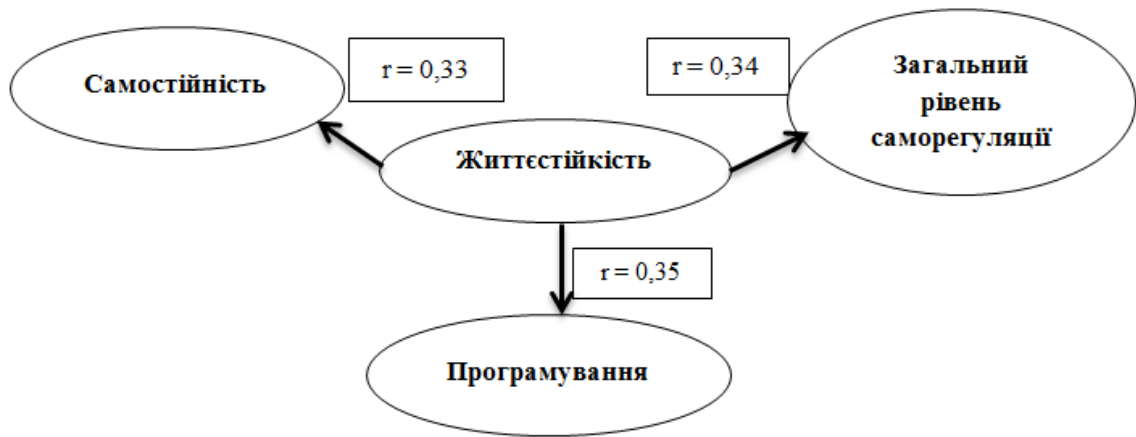 Самостійність
r = 0,33
r = 0,34
Загальний
рівень
саморегуляції
Життєстійкість
r = 0,35
Програмування